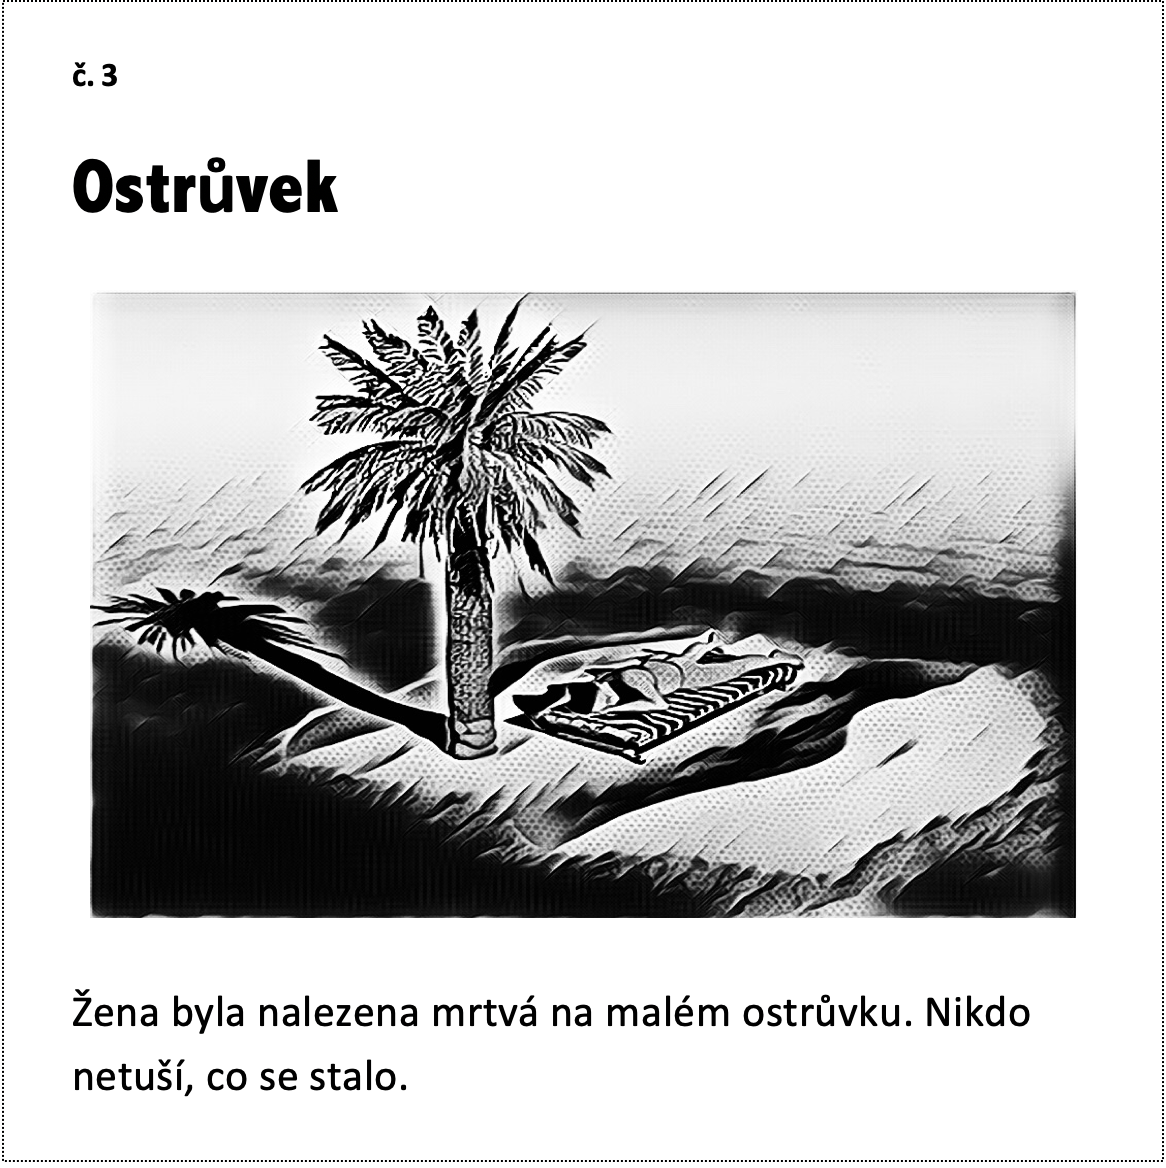 č. 3
Ostrůvek
Žena byla nalezena mrtvá na malém ostrůvku. Nikdo
netuší, co se stalo.